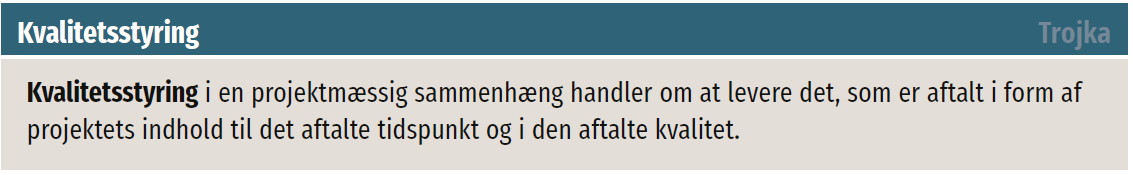 Kvalitetsstyring Trojka
Kvalitetsstyring i en projektmæssig sammenhæng handler om at levere det, som er aftalt i form af
projektets indhold til det aftalte tidspunkt og i den aftalte kvalitet.